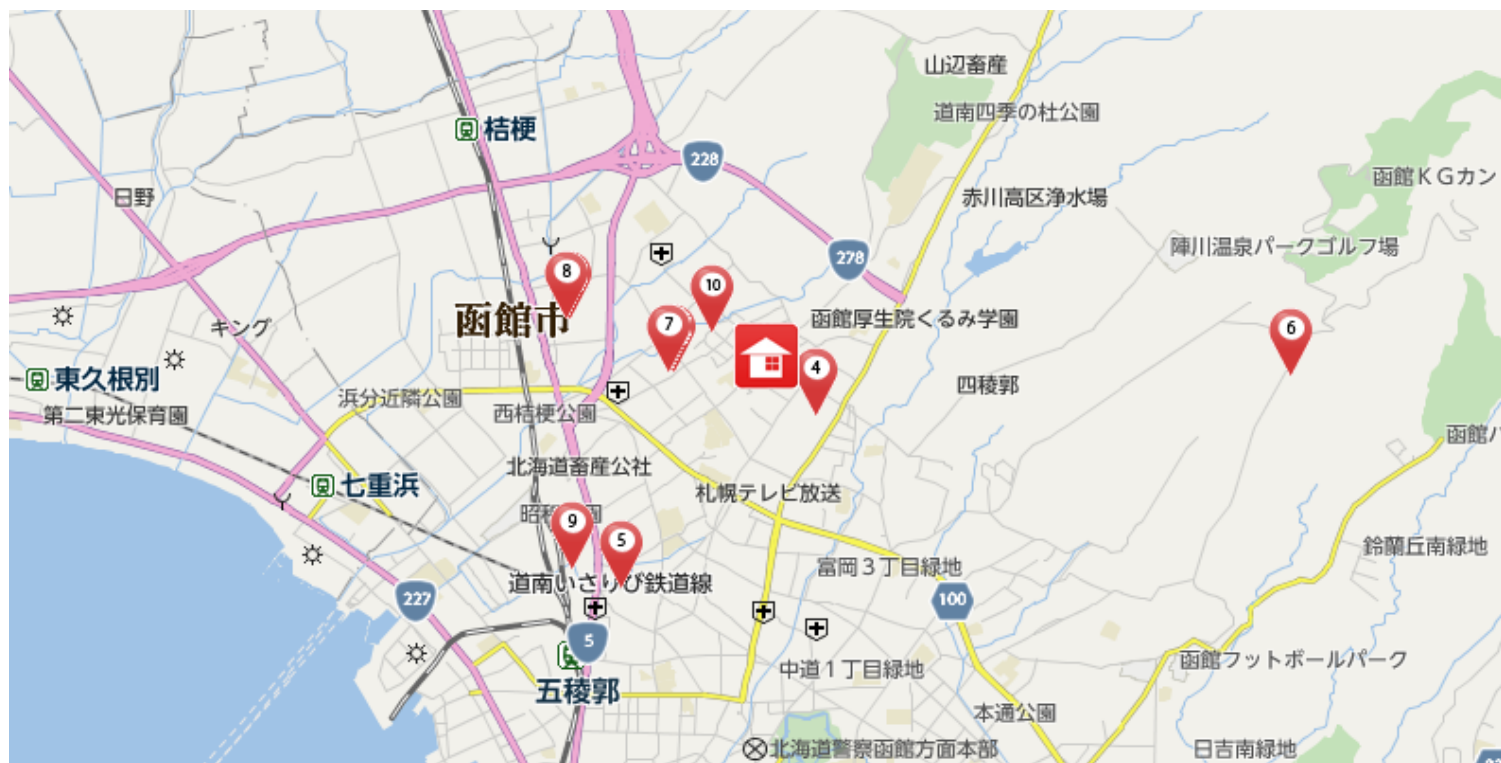 山辺畜産
道南四季の杜公園
桔梗
228
函館KGカン
日野
赤川高区浄水場
陣川温泉パークゴルフ場
278
8
10
函館市
キング
7
函館厚生院くるみ学園
6
東久根別
4
四稜郭
浜分近隣公園
第二東光保育園
西桔梗公園
函館パ
北海道畜産公社
七重浜
札幌テレビ放送
9
5
鈴蘭丘南緑地
富岡3丁目緑地
道南いさりび鉄道線
227
100
5
函館フットボールパーク
中道1丁目緑地
五稜郭
本通公園
北海道警察函館方面本部
日吉南緑地